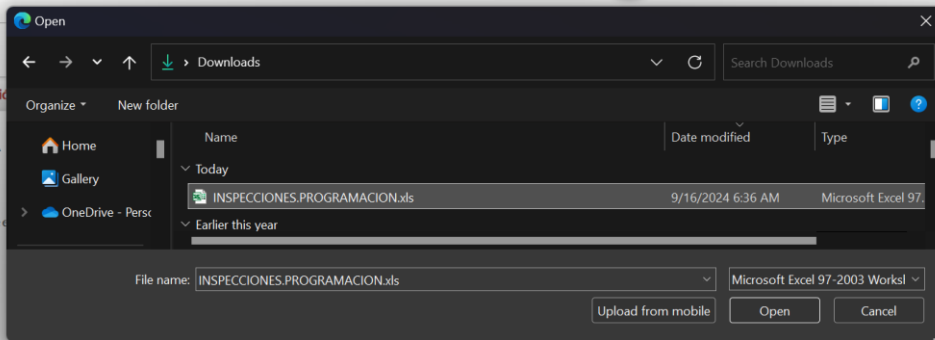 Open
Downloads
Search Downloads
Organize
New folder
Home
Gallery
OneDrive - Perso
Name
Date modified
Type
Today
INSPECCIONES.PROGRAMACION.xls
9/16/2024 6:36 AM
Microsoft Excel 97.
Earlier this year
File name:
INSPECCIONES.PROGRAMACION.xls
Microsoft Excel 97-2003 Worksl
Upload from mobile
Open
Cancel